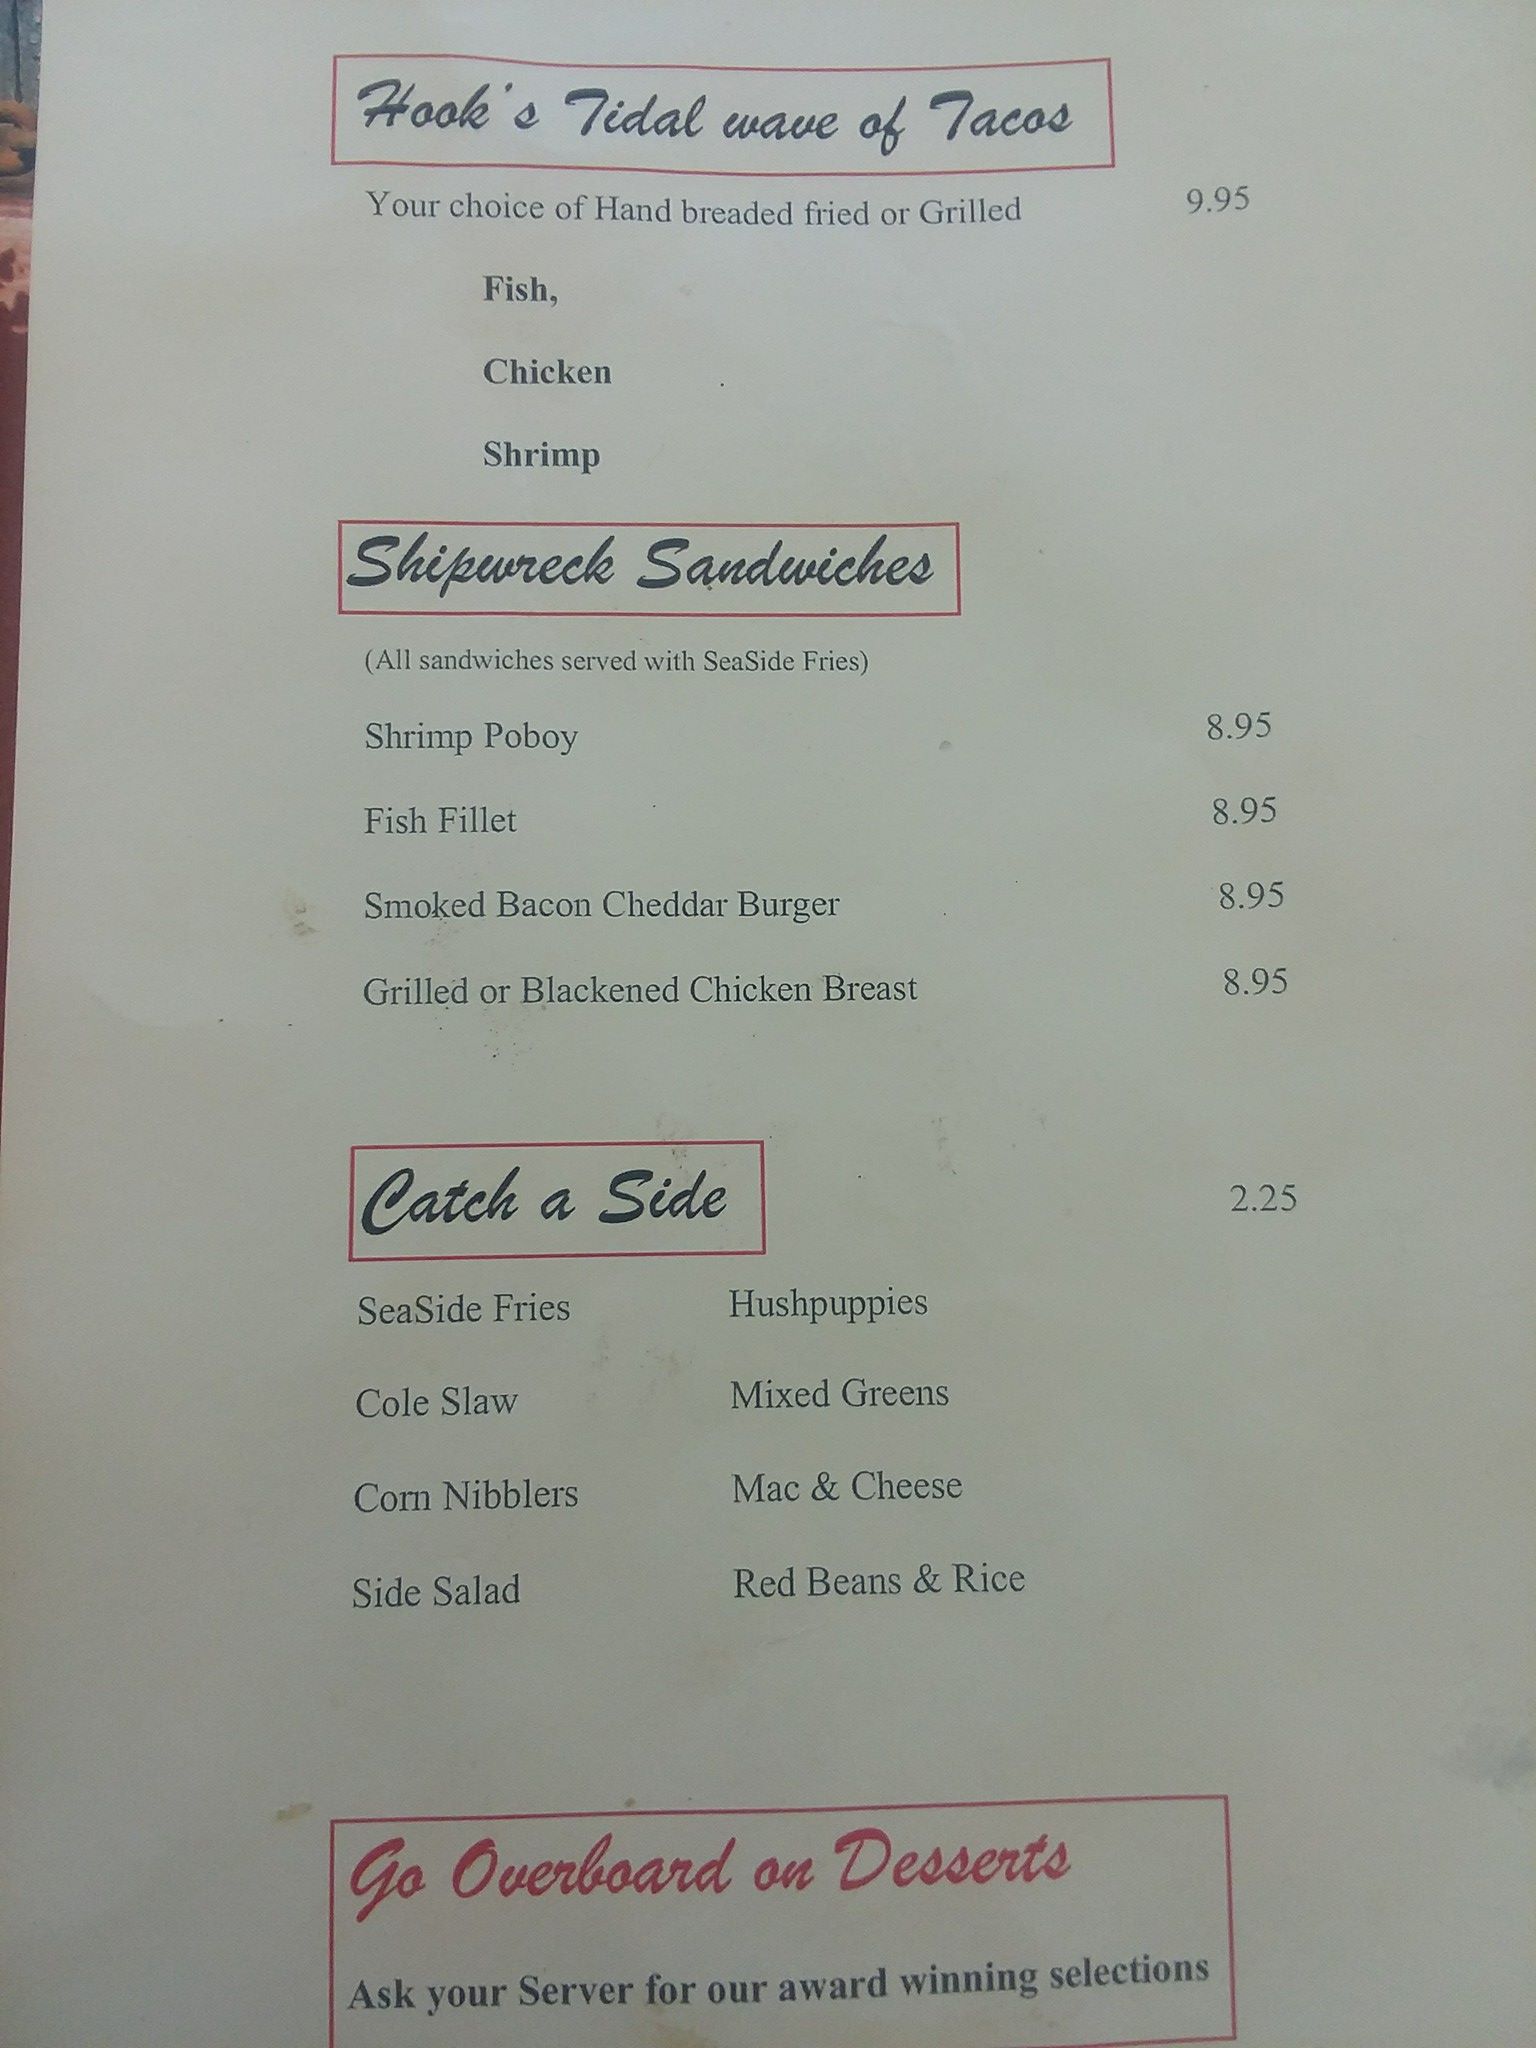 Hook's Tidal wave of Tacos
Your choice of Hand breaded fried or Grilled 9.95
Fish,
Chicken
Shrimp
Shipwreck Sandwiches
(All sandwiches served with SeaSide Fries)
Shrimp Poboy 8.95
Fish Fillet 8.95
Smoked Bacon Cheddar Burger 8.95
Grilled or Blackened Chicken Breast 8.95
Catch a Side 2.25
SeaSide Fries Hushpuppies
Cole Slaw Mixed Greens
Corn Nibblers Mac & Cheese
Side Salad Red Beans & Rice
Go Overboard on Desserts
Ask your Server for our award winning selections